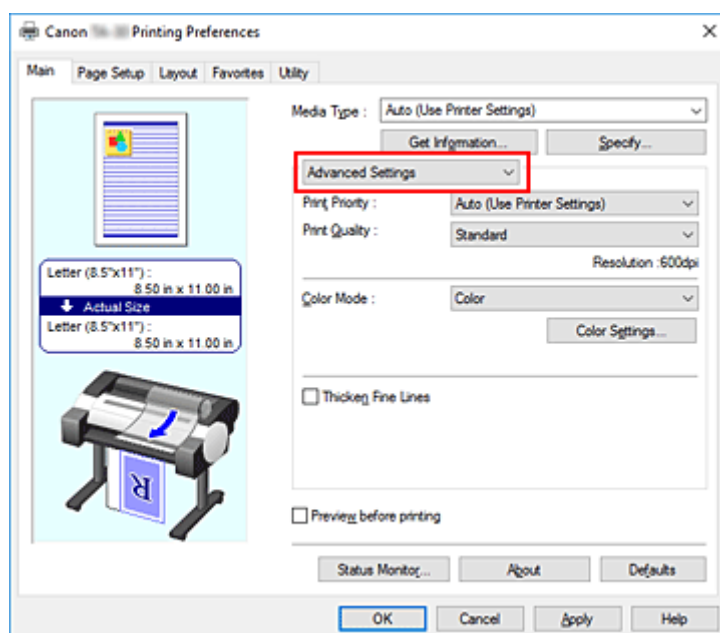 Canon Printing Preferences
Main Page Setup Layout Favorites Utility
Media Type : Auto (Use Printer Settings)
Get Information... Specify...
Advanced Settings
Print Priority : Auto (Use Printer Settings)
Print Quality : Standard
Resolution :600dpi
Letter (8.5"x11") :
8.50 in x 11.00 in
Actual Size
Letter (8.5"x11") :
8.50 in x 11.00 in
Color Mode : Color
Color Settings...
Thicken Fine Lines
R
Preview before printing
Status Monitor... About Defaults
OK Cancel Apply Help